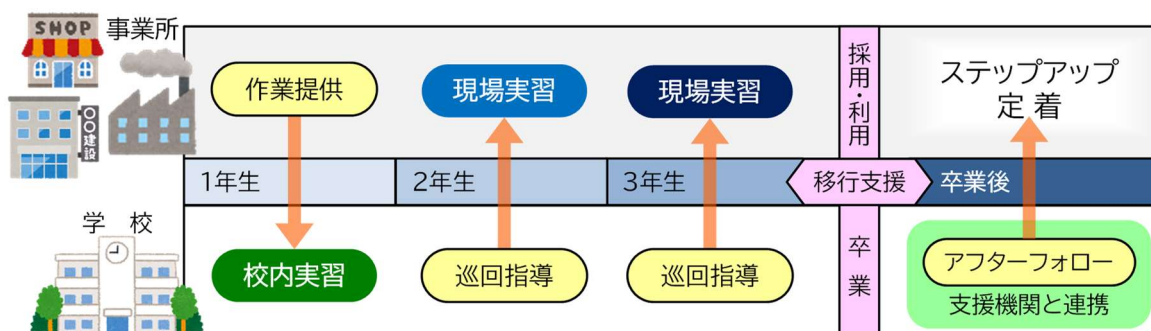 SHOP
事業所
〇〇建設
作業提供
現場実習
現場実習
採用・利用
ステップアップ
定着
1年生
2年生
3年生
移行支援
卒業後
学 校
校内実習
巡回指導
巡回指導
卒業
アフターフォロー
支援機関と連携